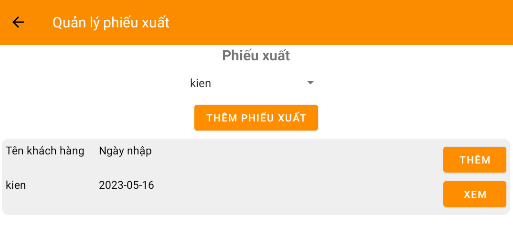 Quản lý phiếu xuất
Phiếu xuất
kien
THÊM PHIẾU XUẤT
Tên khách hàng Ngày nhập THÊM
kien 2023-05-16 XEM